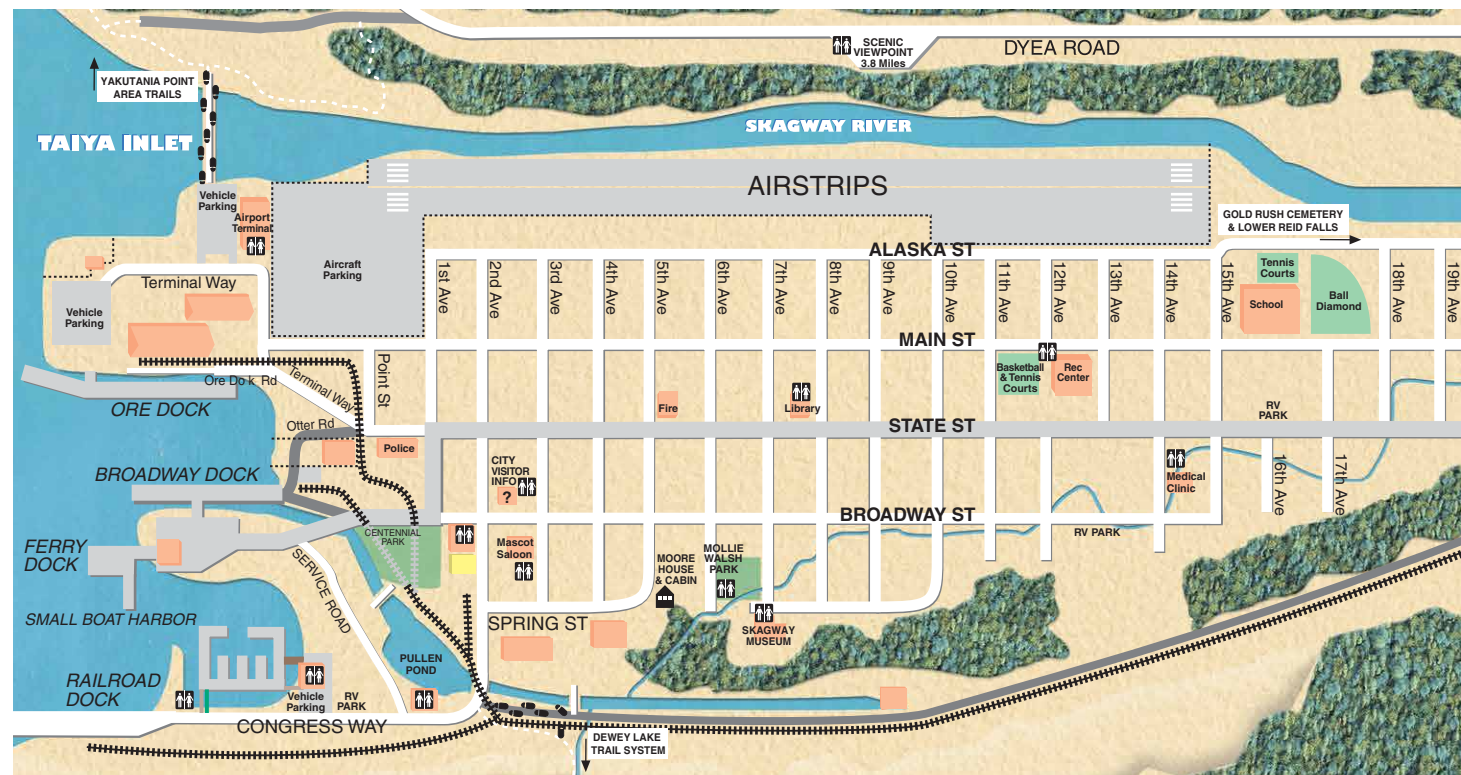 SCENIC
VIEWPOINT
3.8 Miles
DYEA ROAD
YAKUTANIA POINT
AREA TRAILS
TAIYA INLET
SKAGWAY RIVER
AIRSTRIPS
Vehicle
Parking
Airport
Terminal
Aircraft
Parking
GOLD RUSH CEMETERY
& LOWER REID FALLS
ALASKA ST
Terminal Way
Vehicle
Parking
1st Ave
2nd Ave
3rd Ave
4th Ave
5th Ave
6th Ave
7th Ave
8th Ave
9th Ave
10th Ave
11th Ave
12th Ave
13th Ave
14th Ave
15th Ave
18th Ave
19th Ave
Tennis
Courts
School
Ball
Diamond
MAIN ST
Point St
Terminal Way
Ore Do k Rd
ORE DOCK
Basketball
& Tennis
Courts
Rec
Center
Fire
Library
RV
PARK
STATE ST
Otter Rd
Police
BROADWAY DOCK
CITY
VISITOR
INFO
?
Medical
Clinic
16th Ave
17th Ave
BROADWAY ST
RV PARK
CENTENNIAL
PARK
FERRY
DOCK
SERVICE ROAD
Mascot
Saloon
MOORE
HOUSE
& CABIN
MOLLIE
WALSH
PARK
SMALL BOAT HARBOR
SPRING ST
SKAGWAY
MUSEUM
PULLEN
POND
RAILROAD
DOCK
Vehicle
Parking
RV
PARK
CONGRESS WAY
DEWEY LAKE
TRAIL SYSTEM